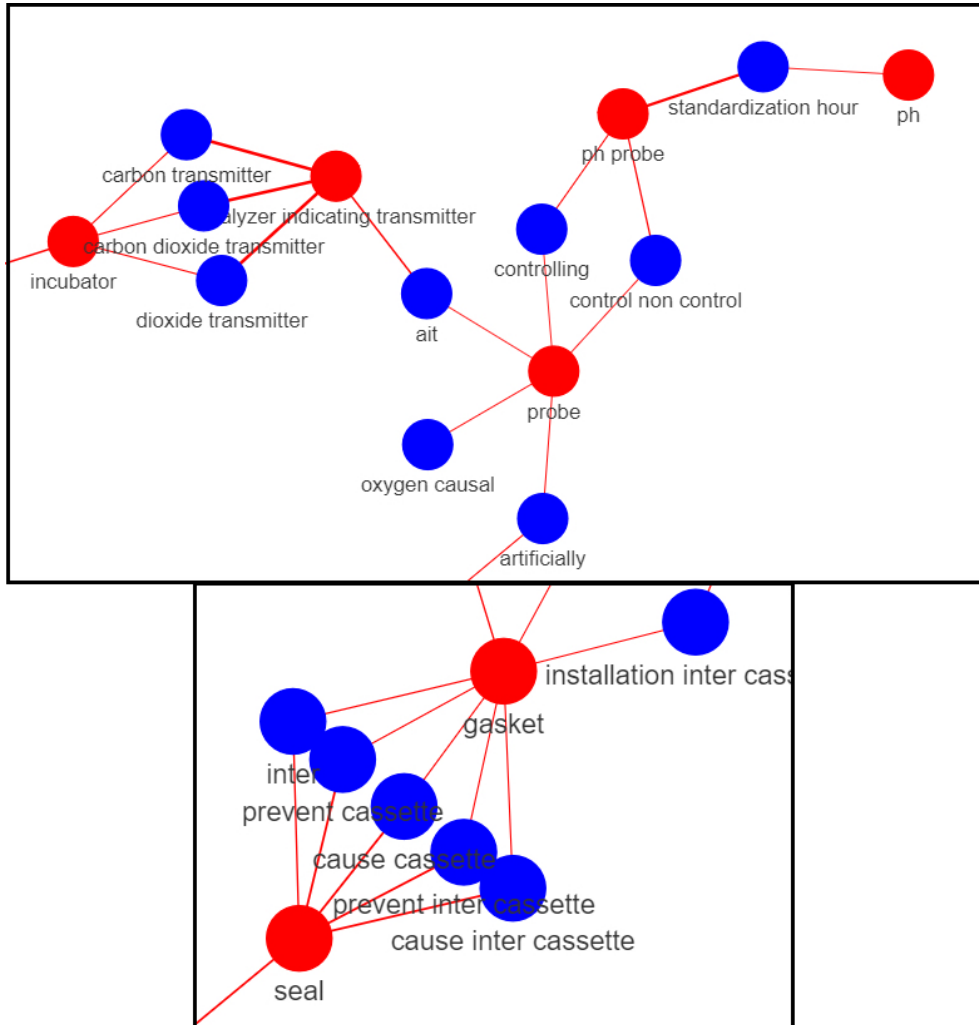 standardization hour
ph
ph probe
carbon transmitter
alyzer indicating transmitter
carbon dioxide transmitter
controlling
incubator
control non control
dioxide transmitter
ait
probe
oxygen causal
artificially
installation inter cass
gasket
inter
prevent cassette
cause cassette
prevent inter cassette
cause inter cassette
seal